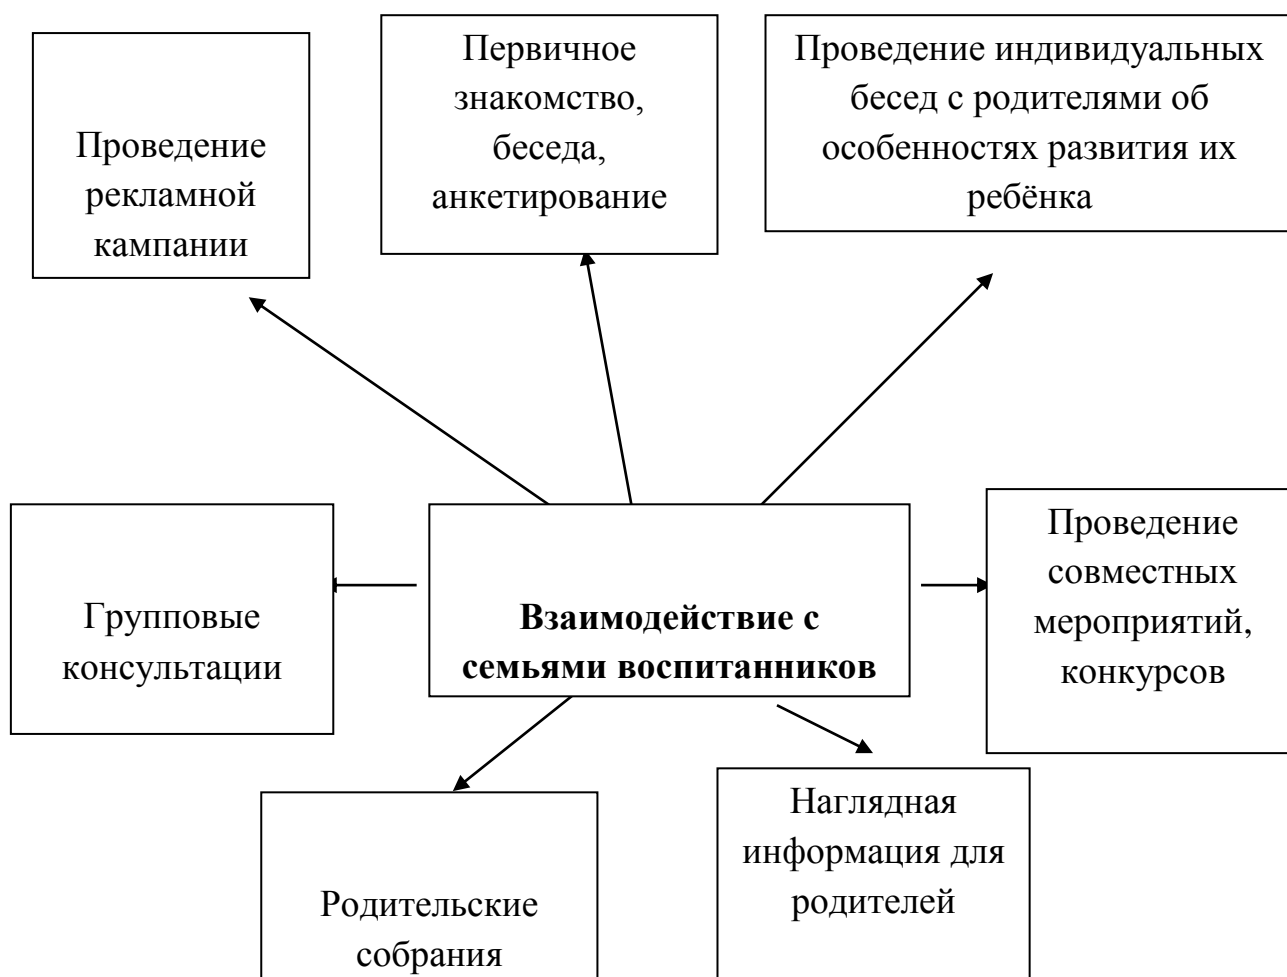 Проведение
рекламной
кампании
Первичное
знакомство,
беседа,
анкетирование
Проведение индивидуальных
бесед с родителями об
особенностях развития их
ребёнка
Групповые
консультации
Взаимодействие с
семьями воспитанников
Проведение
совместных
мероприятий,
конкурсов
Родительские
собрания
Наглядная
информация для
родителей